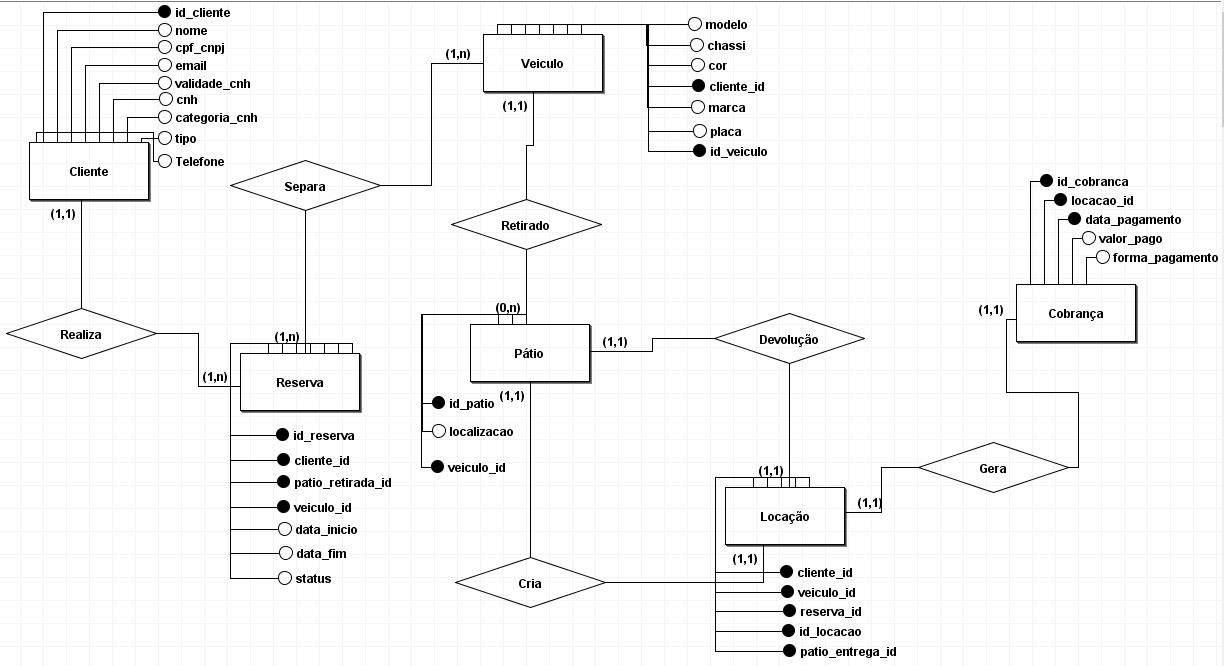 id_cliente
nome
cpf_cnpj
email
validade_cnh
cnh
categoria_cnh
tipo
Telefone
Cliente
(1,1)
(1,n)
Veiculo
(1,1)
modelo
chassi
cor
cliente_id
marca
placa
id_veiculo
Separa
Retirado
id_cobranca
locacao_id
data_pagamento
valor_pago
forma_pagamento
(1,1)
Cobrança
Realiza
(1,n)
(1,n)
Reserva
(0,n)
Pátio
(1,1)
(1,1)
Devolução
id_patio
localizacao
veiculo_id
id_reserva
cliente_id
patio_retirada_id
veiculo_id
data_inicio
data_fim
status
Gera
(1,1)
(1,1)
Locação
(1,1)
Cria
cliente_id
veiculo_id
reserva_id
id_locacao
patio_entrega_id